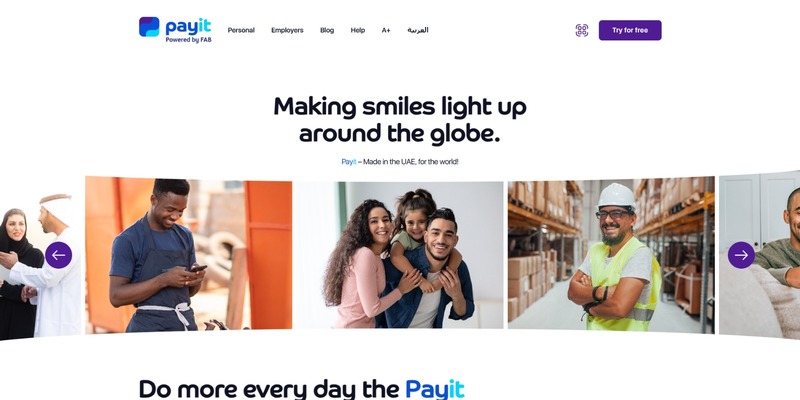 payit
Powered by FAB
Personal
Employers
Blog
Help
A+
العربية
Try for free
Making smiles light up
around the globe.
Payit – Made in the UAE, for the world!
Do more every day the Payit